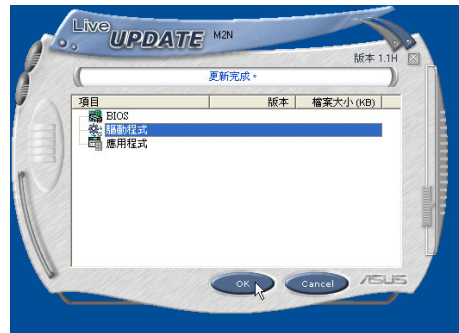 Live
UPDATE M2N
版本 1.1H
更新完成。
項目 版本 檔案大小 (KB)
BIOS
驅動程式
應用程式
OK Cancel ASUS